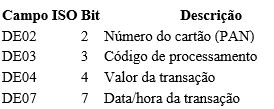 Campo ISO Bit Descrição
DE02 2 Número do cartão (PAN)
DE03 3 Código de processamento
DE04 4 Valor da transação
DE07 7 Data/hora da transação